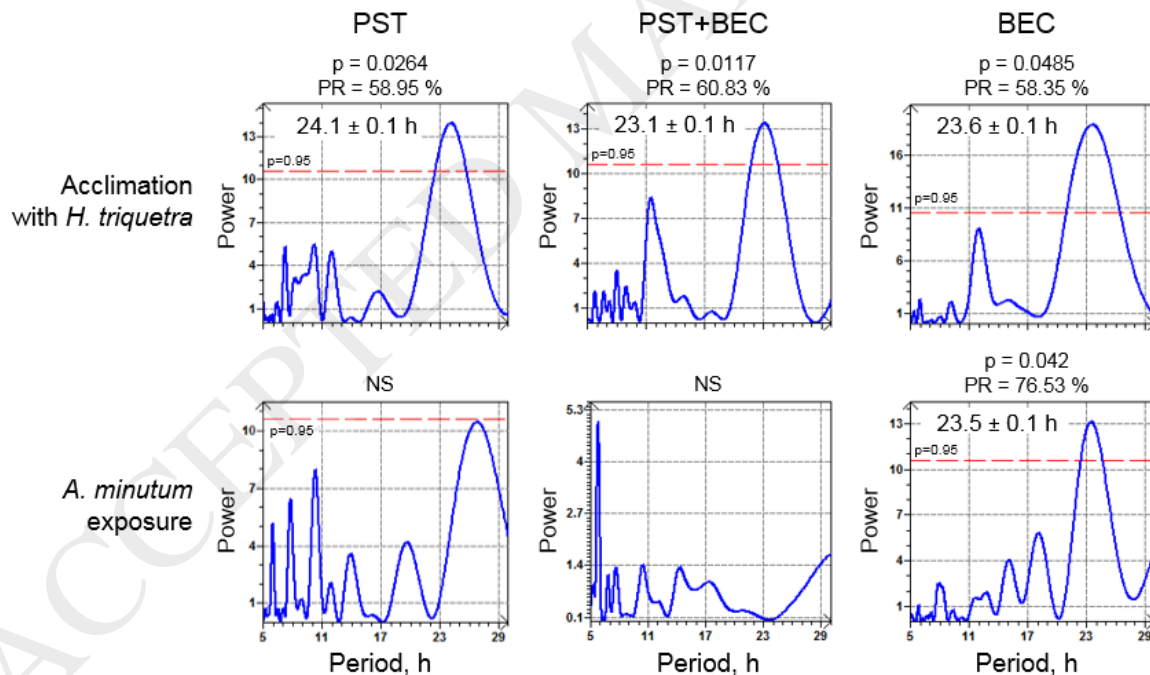 PST PST+BEC BEC
p = 0.0264 p = 0.0117 p = 0.0485
PR = 58.95 % PR = 60.83 % PR = 58.35 %
Acclimation
with H. triquetra
Power
13
10
7
4
1
24.1 ± 0.1 h
p=0.95
Power
13
10
7
4
1
23.1 ± 0.1 h
p=0.95
5 11 17 23 29
Power
16
11
6
1
23.6 ± 0.1 h
p=0.95
NS NS p = 0.042
PR = 76.53 %
A. minutum
exposure
Power
10
7
4
1
p=0.95
5 11 17 23 29
Period, h
Power
5.3
4
2.7
1.4
0.1
5 11 17 23 29
Period, h
Power
13
10
7
4
1
23.5 ± 0.1 h
p=0.95
5 11 17 23 29
Period, h
ACCEPTED MA